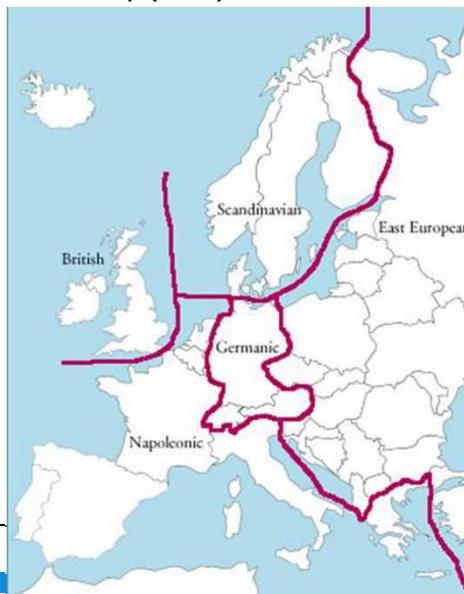 Scandinavian
East European
British
Germanic
Napoleonic